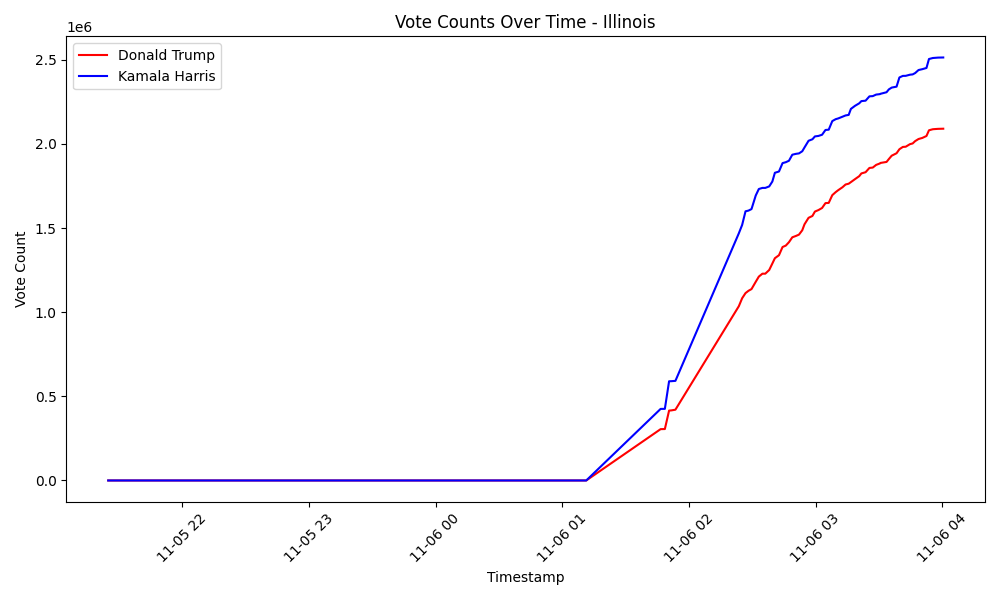 Vote Counts Over Time - Illinois
1e6
Donald Trump
Kamala Harris
2.5
2.0
1.5
1.0
0.5
0.0
Vote Count
11-05 22
11-05 23
11-06 00
11-06 01
11-06 02
11-06 03
11-06 04
Timestamp